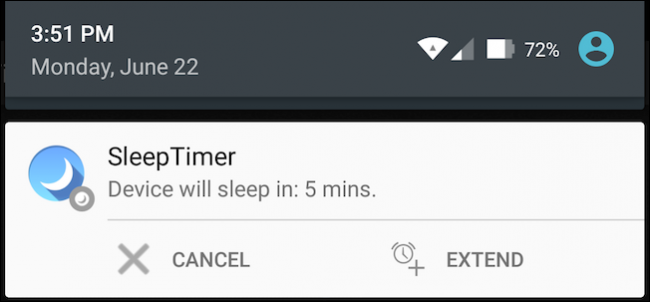 3:51 PM
72%
Monday, June 22
SleepTimer
Device will sleep in: 5 mins.
CANCEL
EXTEND